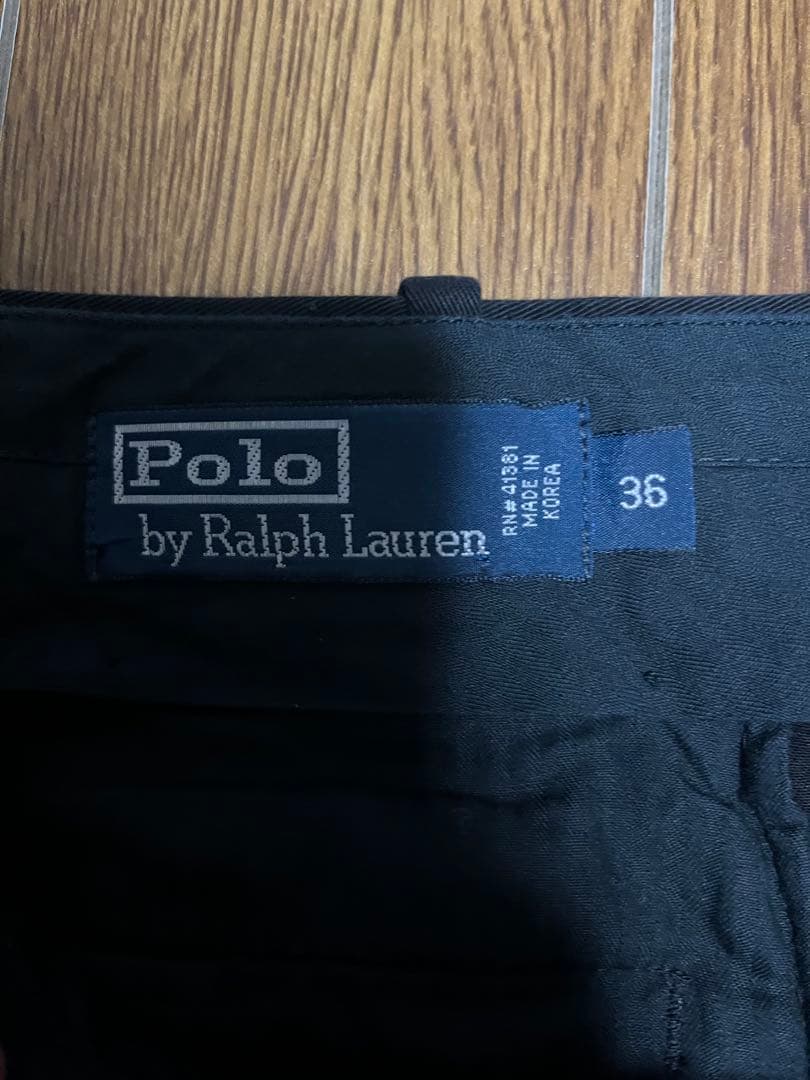 Polo
by Ralph Lauren
RN# 41381
MADE IN
KOREA
36